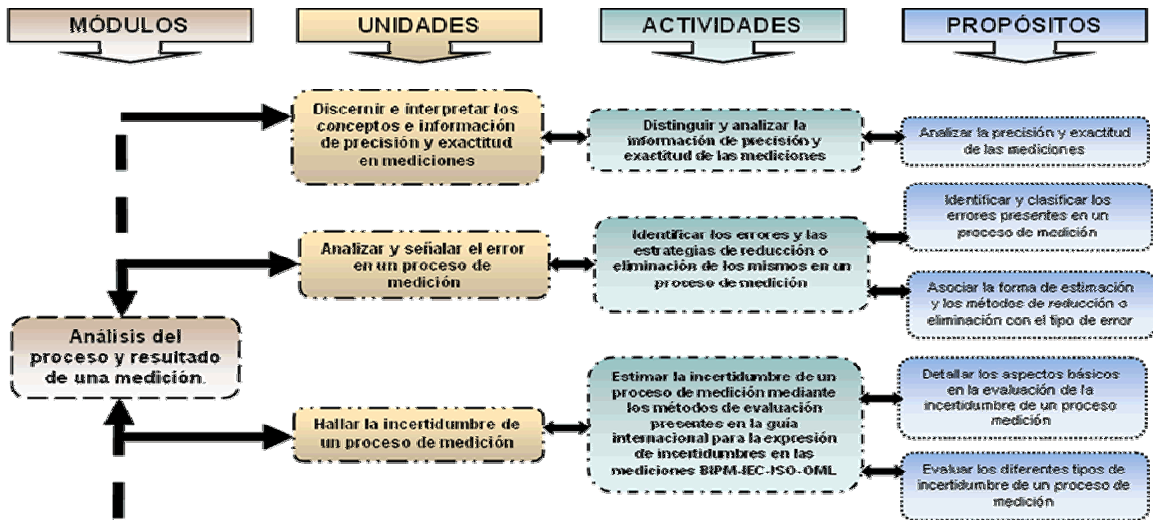 MÓDULOS
UNIDADES
ACTIVIDADES
PROPÓSITOS
Discernir e interpretar los
conceptos e información
de precisión y exactitud
en mediciones
Distinguir y analizar la
información de precisión y
exactitud de las mediciones
Analizar la precisión y exactitud
de las mediciones
Analizar y señalar el error
en un proceso de
medición
Identificar los errores y las
estrategias de reducción o
eliminación de los mismos en un
proceso de medición
Identificar y clasificar los
errores presentes en un
proceso de medición
Asociar la forma de estimación
y los métodos de reducción o
eliminación con el tipo de error
Análisis del
proceso y resultado
de una medición.
Hallar la incertidumbre
de un proceso de medición
Estimar la incertidumbre de un
proceso de medición mediante
los métodos de evaluación
presentes en la guía
internacional para la expresión
de incertidumbres en las
mediciones BIPM-IEC-ISO-OML
Detallar los aspectos básicos
en la evaluación de la
incertidumbre de un proceso
medición
Evaluar los diferentes tipos de
incertidumbre de un proceso de
medición